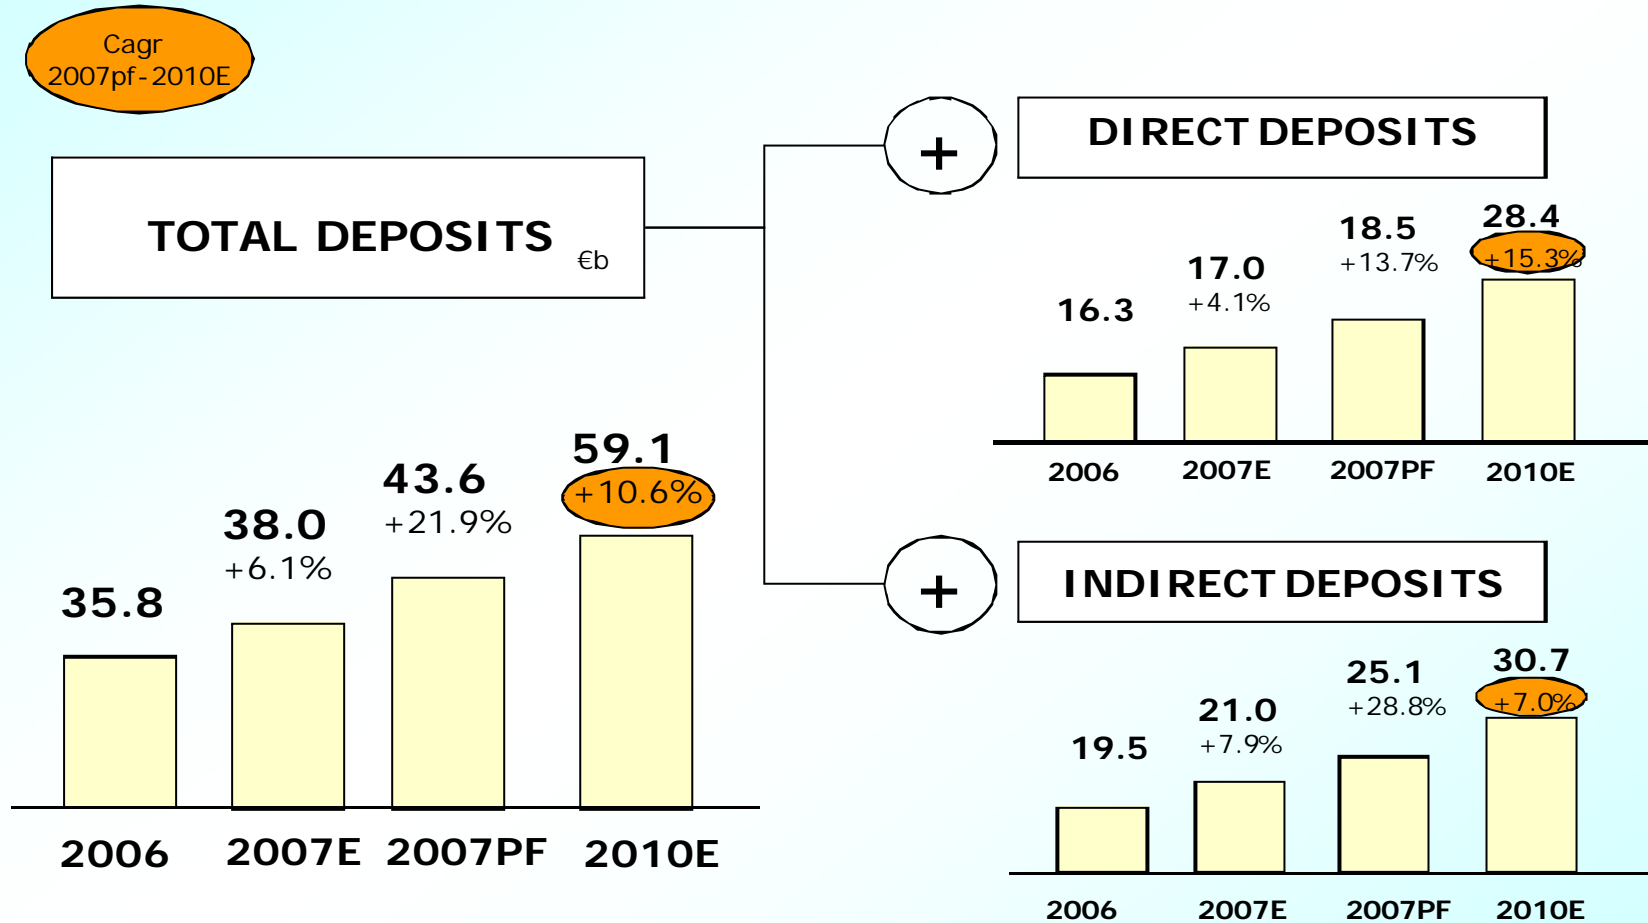 Cagr
2007pf-2010E
TOTAL DEPOSITS €b
59.1
+10.6%
43.6
+21.9%
38.0
+6.1%
35.8
2006 2007E 2007PF 2010E
+
DIRECT DEPOSITS
28.4
+15.3%
18.5
+13.7%
17.0
+4.1%
16.3
2006 2007E 2007PF 2010E
+
INDIRECT DEPOSITS
30.7
+7.0%
25.1
+28.8%
21.0
+7.9%
19.5
2006 2007E 2007PF 2010E